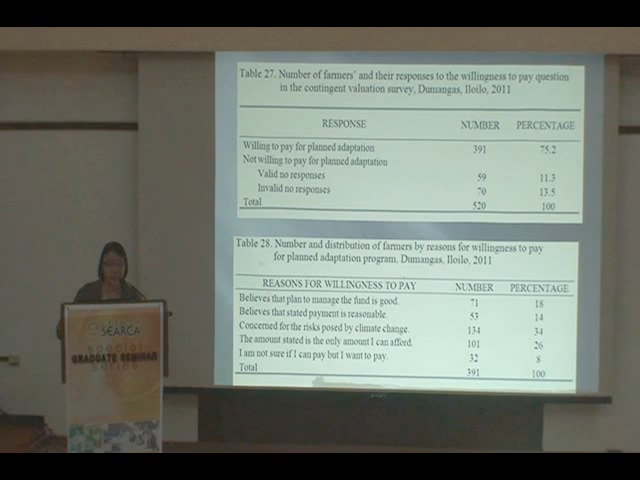 Table 27. Number of farmers' and their responses to the willingness to pay question
in the contingent valuation survey, Dumangas, Iloilo, 2011
RESPONSE NUMBER PERCENTAGE
Willing to pay for planned adaptation 391 75.2
Not willing to pay for planned adaptation
Valid no responses 59 11.3
Invalid no responses 70 13.5
Total 520 100
Table 28. Number and distribution of farmers by reasons for willingness to pay
for planned adaptation program, Dumangas, Iloilo, 2011
REASONS FOR WILLINGNESS TO PAY NUMBER PERCENTAGE
Believes that plan to manage the fund is good. 71 18
Believes that stated payment is reasonable. 53 14
Concerned for the risks posed by climate change. 134 34
The amount stated is the only amount I can afford. 101 26
I am not sure if I can pay but I want to pay. 32 8
Total 391 100
SEARCA
special
GRADUATE SEMINAR
series